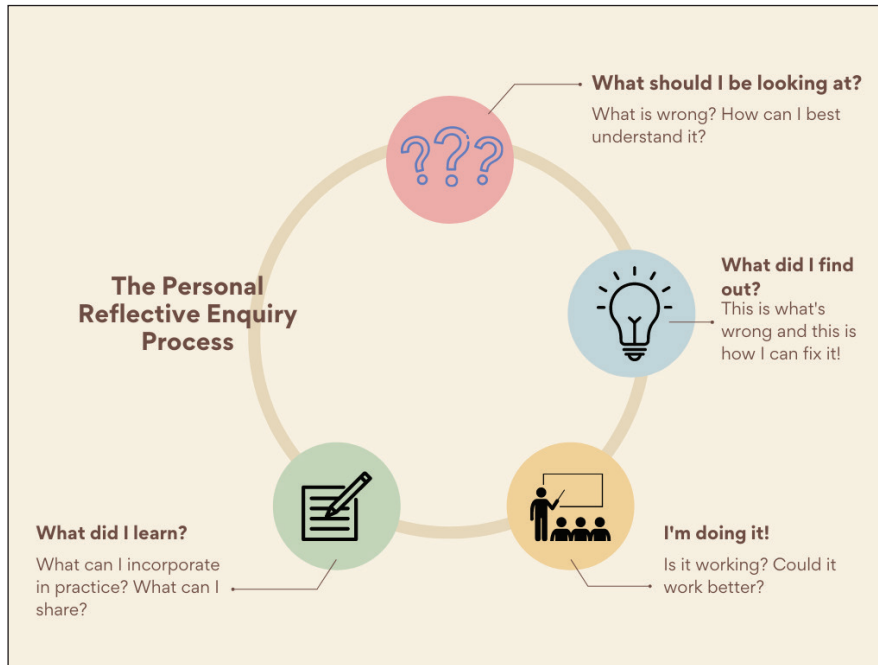 What should I be looking at?
What is wrong? How can I best
understand it?
The Personal
Reflective Enquiry
Process
What did I find
out?
This is what's
wrong and this is
how I can fix it!
I'm doing it!
Is it working? Could it
work better?
What did I learn?
What can I incorporate
in practice? What can I
share?